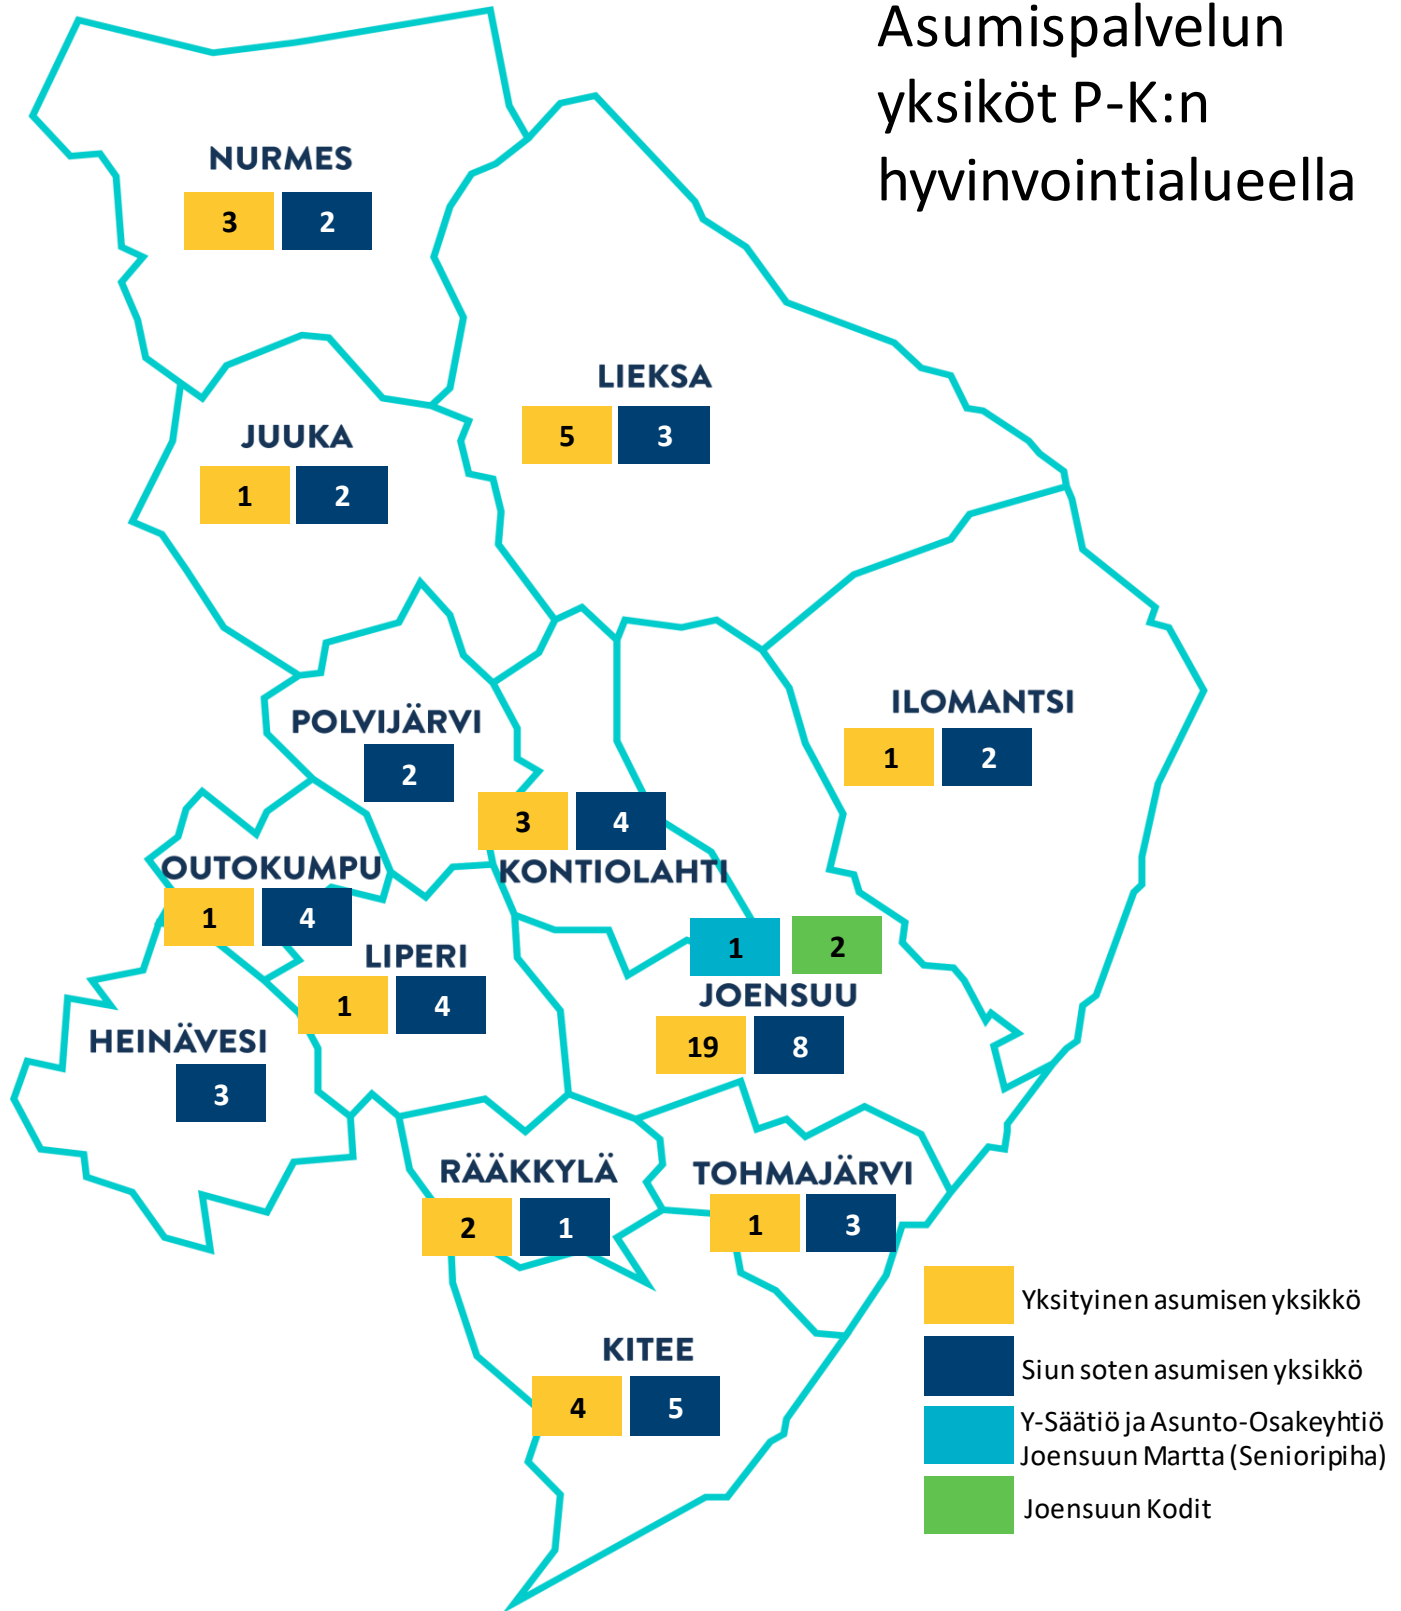 Asumispalvelun
yksiköt P-K:n
hyvinvointialueella
NURMES
3 2
LIEKSA
5 3
JUUKA
1 2
ILOMANTSI
1 2
POLVIJÄRVI
2
3 4
KONTIOLAHTI
OUTOKUMPU
1 4
LIPERI
1 4
1 2
JOENSUU
19 8
HEINÄVESI
3
RÄÄKKYLÄ
2 1
TOHMAJÄRVI
1 3
KITEE
4 5
Yksityinen asumisen yksikkö
Siun soten asumisen yksikkö
Y-Säätiö ja Asunto-Osakeyhtiö
Joensuun Martta (Senioripiha)
Joensuun Kodit